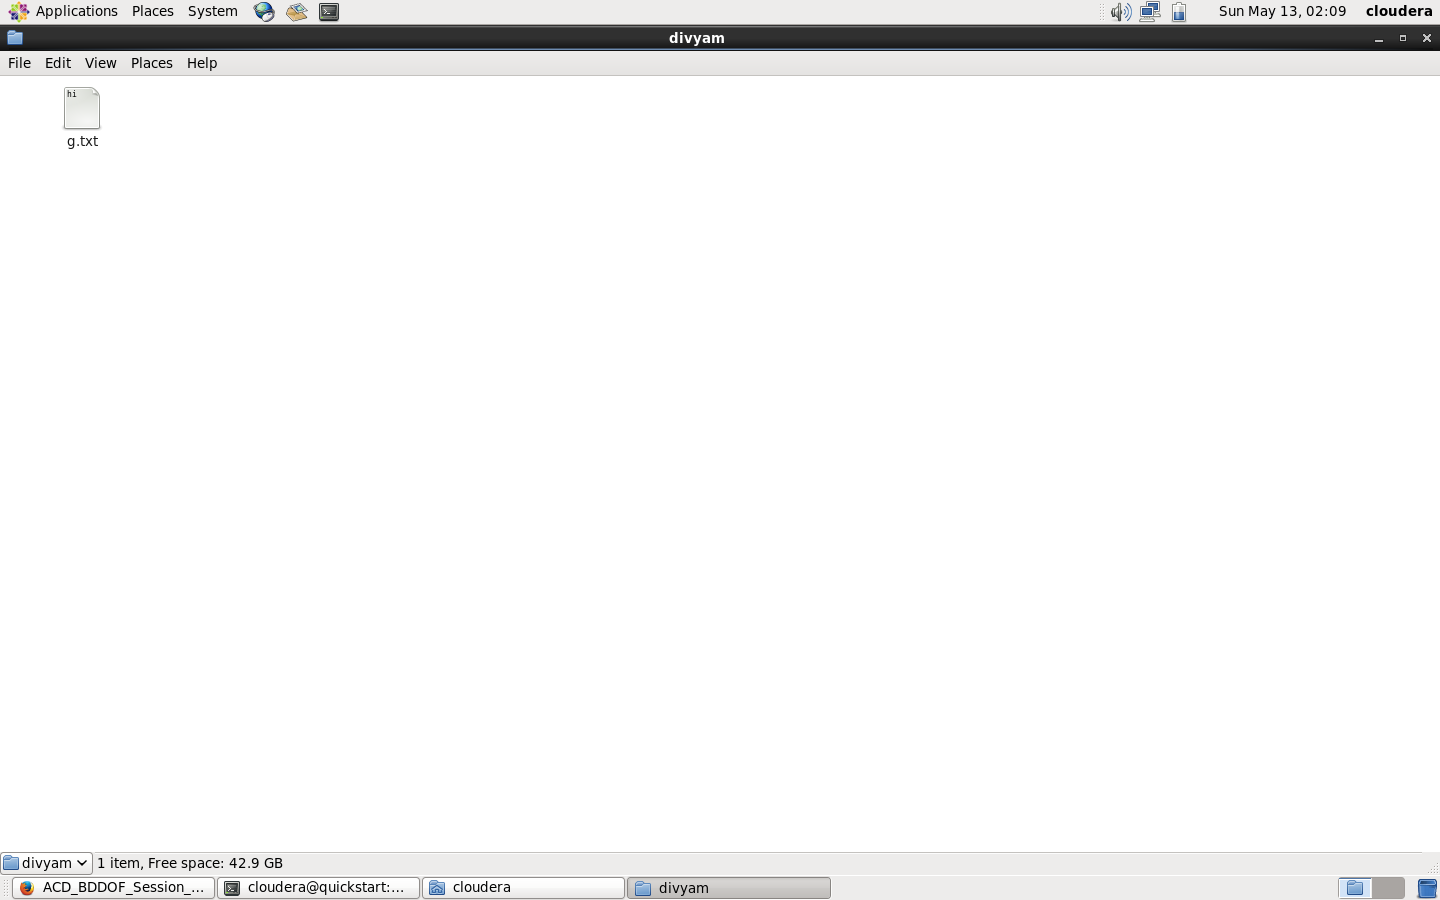 Applications Places System Sun May 13, 02:09 cloudera
divyam
File Edit View Places Help
hi
g.txt
divyam 1 item, Free space: 42.9 GB
ACD_BDDOF_Session_... cloudera@quickstart:... cloudera divyam